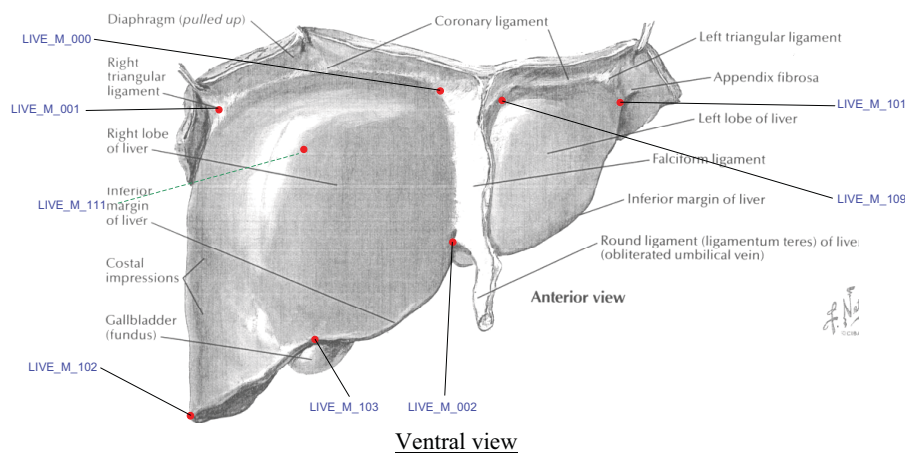 Diaphragm (pulled up)
Coronary ligament
LIVE_M_000
Left triangular ligament
Right
triangular
ligament
Appendix fibrosa
LIVE_M_001
LIVE_M_101
Left lobe of liver
Right lobe
of liver
Falciform ligament
LIVE_M_111
Inferior
margin
of liver
Inferior margin of liver
LIVE_M_109
Round ligament (ligamentum teres) of live
(obliterated umbilical vein)
Costal
impressions
Anterior view
Gallbladder
(fundus)
LIVE_M_102
LIVE_M_103
LIVE_M_002
Ventral view